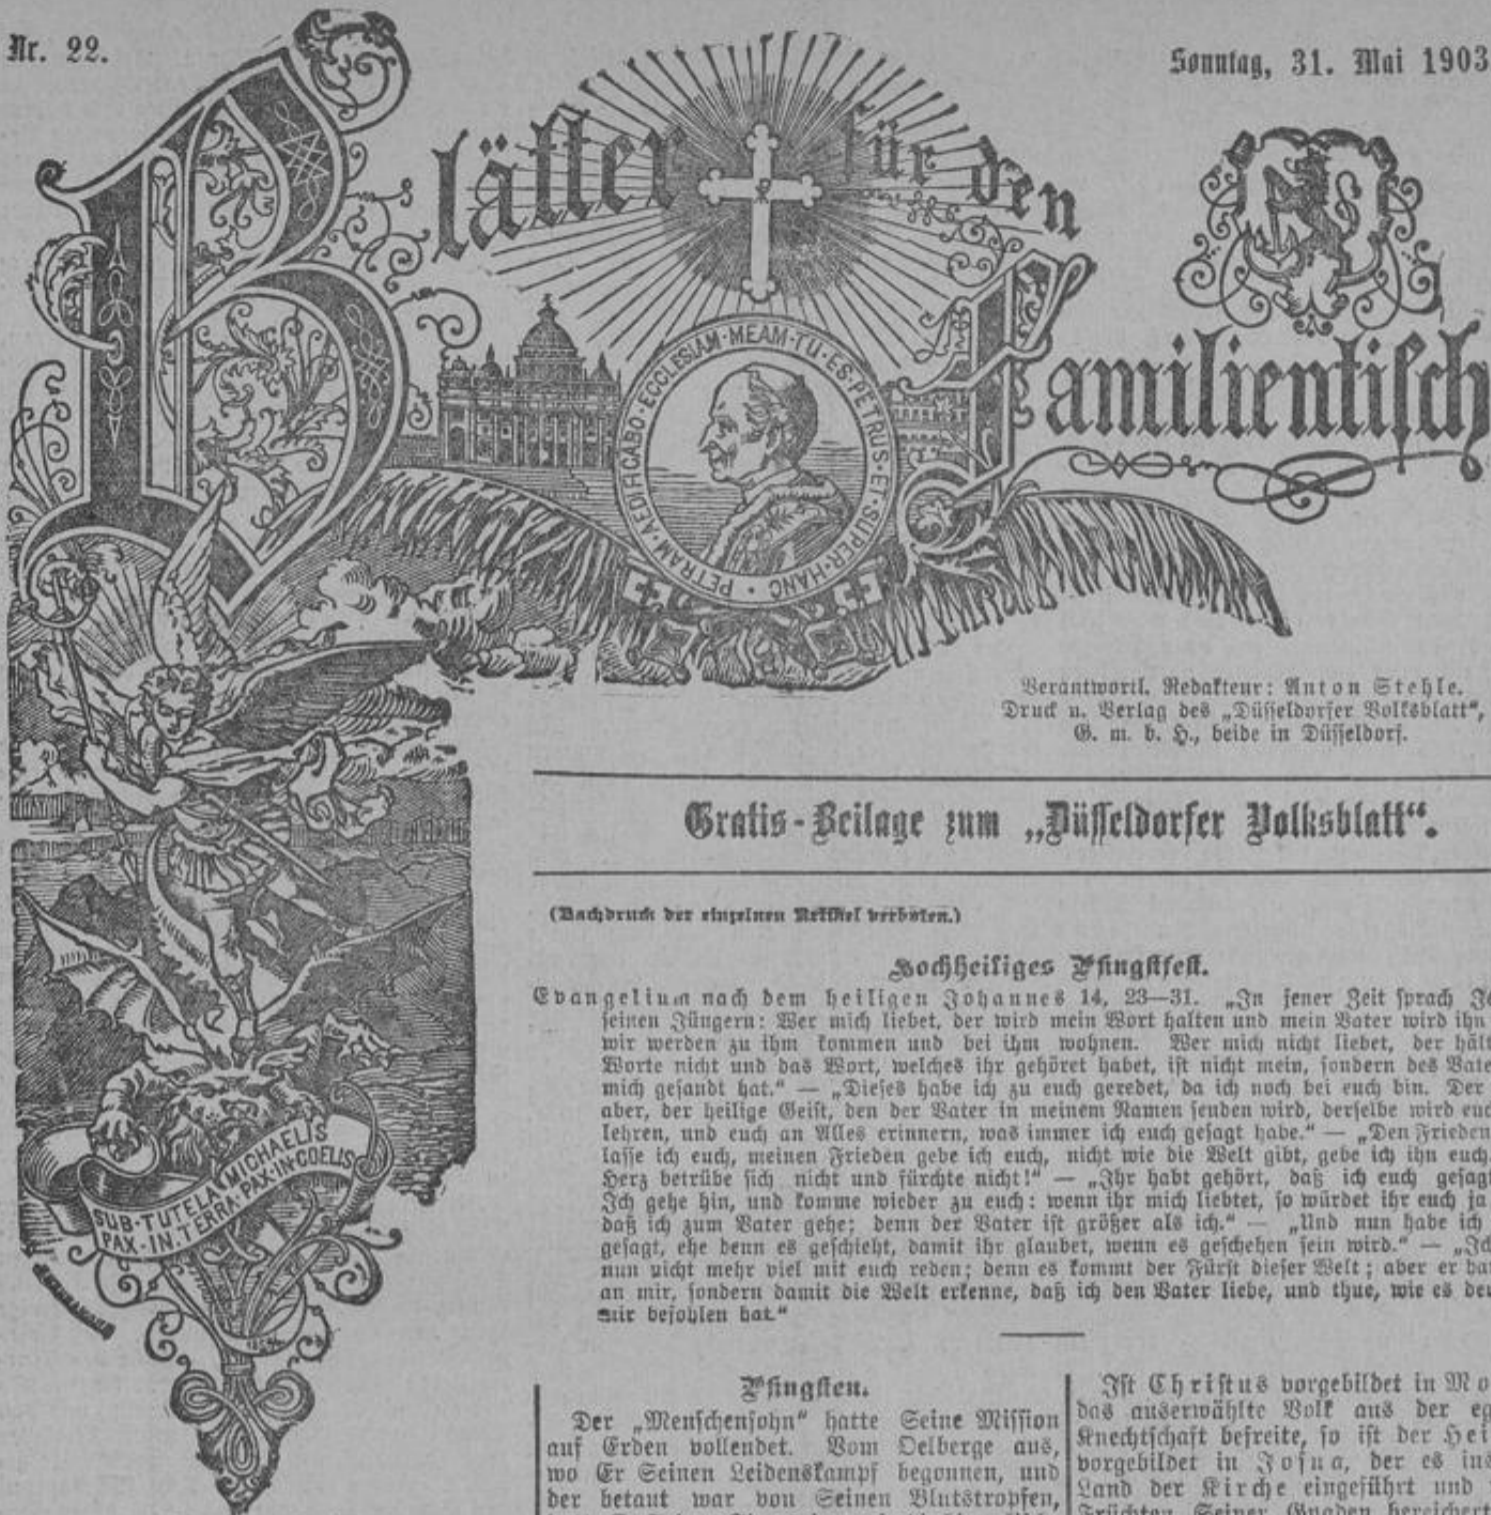 Nr. 22.
Sonntag, 31. Mai 1903
Blätter für den
Familientisch
PETRAM·AEDIFICABO·ECCLESIAM·MEAM·TU·ES·PETRUS·ET·SUPER·HANC
Verantwortl. Redakteur: Anton Stehle.
Druck u. Verlag des „Düsseldorfer Volksblatt“,
G. m. b. H., beide in Düsseldorf.
Gratis-Beilage zum „Düsseldorfer Volksblatt“.
(Nachdruck der einzelnen Artikel verboten.)
Hochheiliges Pfingstfest.
Evangelium nach dem heiligen Johannes 14, 23—31. „In jener Zeit sprach
seinen Jüngern: Wer mich liebet, der wird mein Wort halten und mein Vater wird ihn
wir werden zu ihm kommen und bei ihm wohnen. Wer mich nicht liebet, der hält
Worte nicht und das Wort, welches ihr gehöret habet, ist nicht mein, sondern des
mich gesandt hat.“ — „Dieses habe ich zu euch geredet, da ich noch bei euch bin. Der
aber, der heilige Geist, den der Vater in meinem Namen senden wird, derselbe wird
lehren, und euch an Alles erinnern, was immer ich euch gesagt habe.“ — „Den Frieden
lasse ich euch, meinen Frieden gebe ich euch, nicht wie die Welt gibt, gebe ich ihn euch.
Herz betrübe sich nicht und fürchte nicht!“ — „Ihr habt gehört, daß ich euch gesagt
Ich gehe hin, und komme wieder zu euch: wenn ihr mich liebtet, so würdet ihr euch ja
daß ich zum Vater gehe; denn der Vater ist größer als ich.“ — „Und nun habe ich
gesagt, ehe denn es geschieht, damit ihr glaubet, wenn es geschehen sein wird.“ — „Ich
nun nicht mehr viel mit euch reden; denn es kommt der Fürst dieser Welt; aber er
an mir, sondern damit die Welt erkenne, daß ich den Vater liebe, und thue, wie es
mir befohlen hat.“
SUB·TUTELA MICHAELIS
PAX·IN·TERRA·PAX·IN·COELIS
Pfingsten.
Der „Menschensohn“ hatte Seine Mission
auf Erden vollendet. Vom Oelberge aus,
wo Er Seinen Leidenskampf begonnen, und
der betaut war von Seinen Blutstropfen,
Ist Christus vorgebildet in
das auserwählte Volk aus der
Knechtschaft befreite, so ist der
vorgebildet in Josua, der es
Land der Kirche eingeführt und
Früchten Seiner Gnaden bereichert